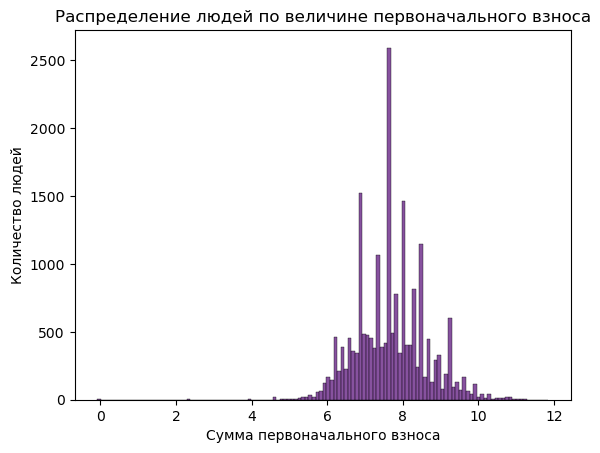 Распределение людей по величине первоначального взноса
Количество людей
2500
2000
1500
1000
500
0
0 2 4 6 8 10 12
Сумма первоначального взноса